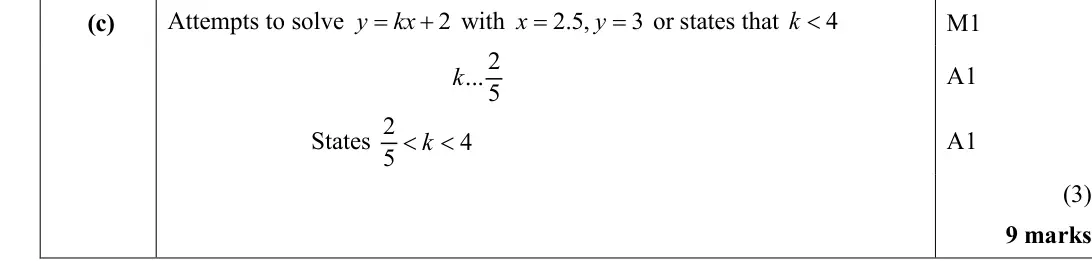 (c) Attempts to solve y = kx + 2 with x = 2.5, y = 3 or states that k < 4 M1
k... 2/5 A1
States 2/5 < k < 4 A1
(3)
9 marks